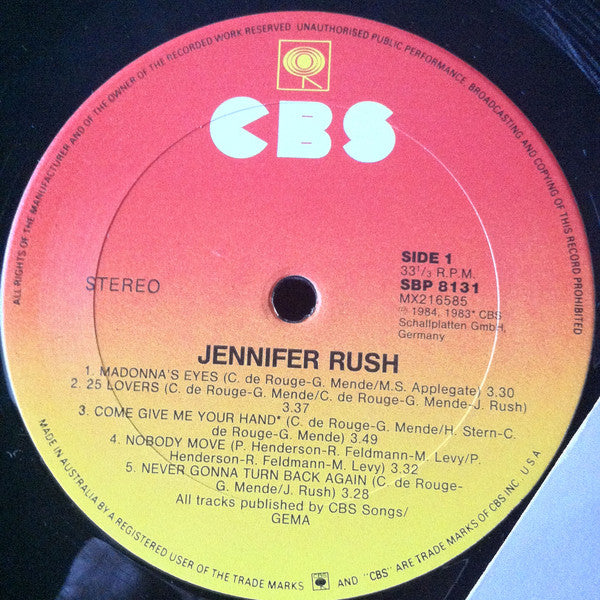 ALL RIGHTS OF THE MANUFACTURER AND OF THE OWNER OF THE RECORDED WORK RESERVED. UNAUTHORISED PUBLIC PERFORMANCE, BROADCASTING AND COPYING OF THIS RECORD PROHIBITED
CBS
STEREO
SIDE 1
33 1/3 R.P.M.
SBP 8131
MX216585
℗ 1984, 1983* CBS
Schallplatten GmbH,
Germany
JENNIFER RUSH
1. MADONNA'S EYES (C. de Rouge-G. Mende/M.S. Applegate) 3.30
2. 25 LOVERS (C. de Rouge-G. Mende/C. de Rouge-G. Mende-J. Rush)
3.37
3. COME GIVE ME YOUR HAND* (C. de Rouge-G. Mende/H. Stern-C.
de Rouge-G. Mende) 3.49
4. NOBODY MOVE (P. Henderson-R. Feldmann-M. Levy/P.
Henderson-R. Feldmann-M. Levy) 3.32
5. NEVER GONNA TURN BACK AGAIN (C. de Rouge-
G. Mende/J. Rush) 3.28
All tracks published by CBS Songs/
GEMA
MADE IN AUSTRALIA BY A REGISTERED USER OF THE TRADE MARKS CBS AND "CBS" ARE TRADE MARKS OF CBS INC. U S A